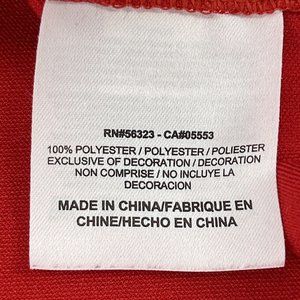 RN#56323 - CA#05553
100% POLYESTER / POLYESTER / POLIESTER
EXCLUSIVE OF DECORATION / DECORATION
NON COMPRISE / NO INCLUYE LA
DECORACION
MADE IN CHINA/FABRIQUE EN
CHINE/HECHO EN CHINA